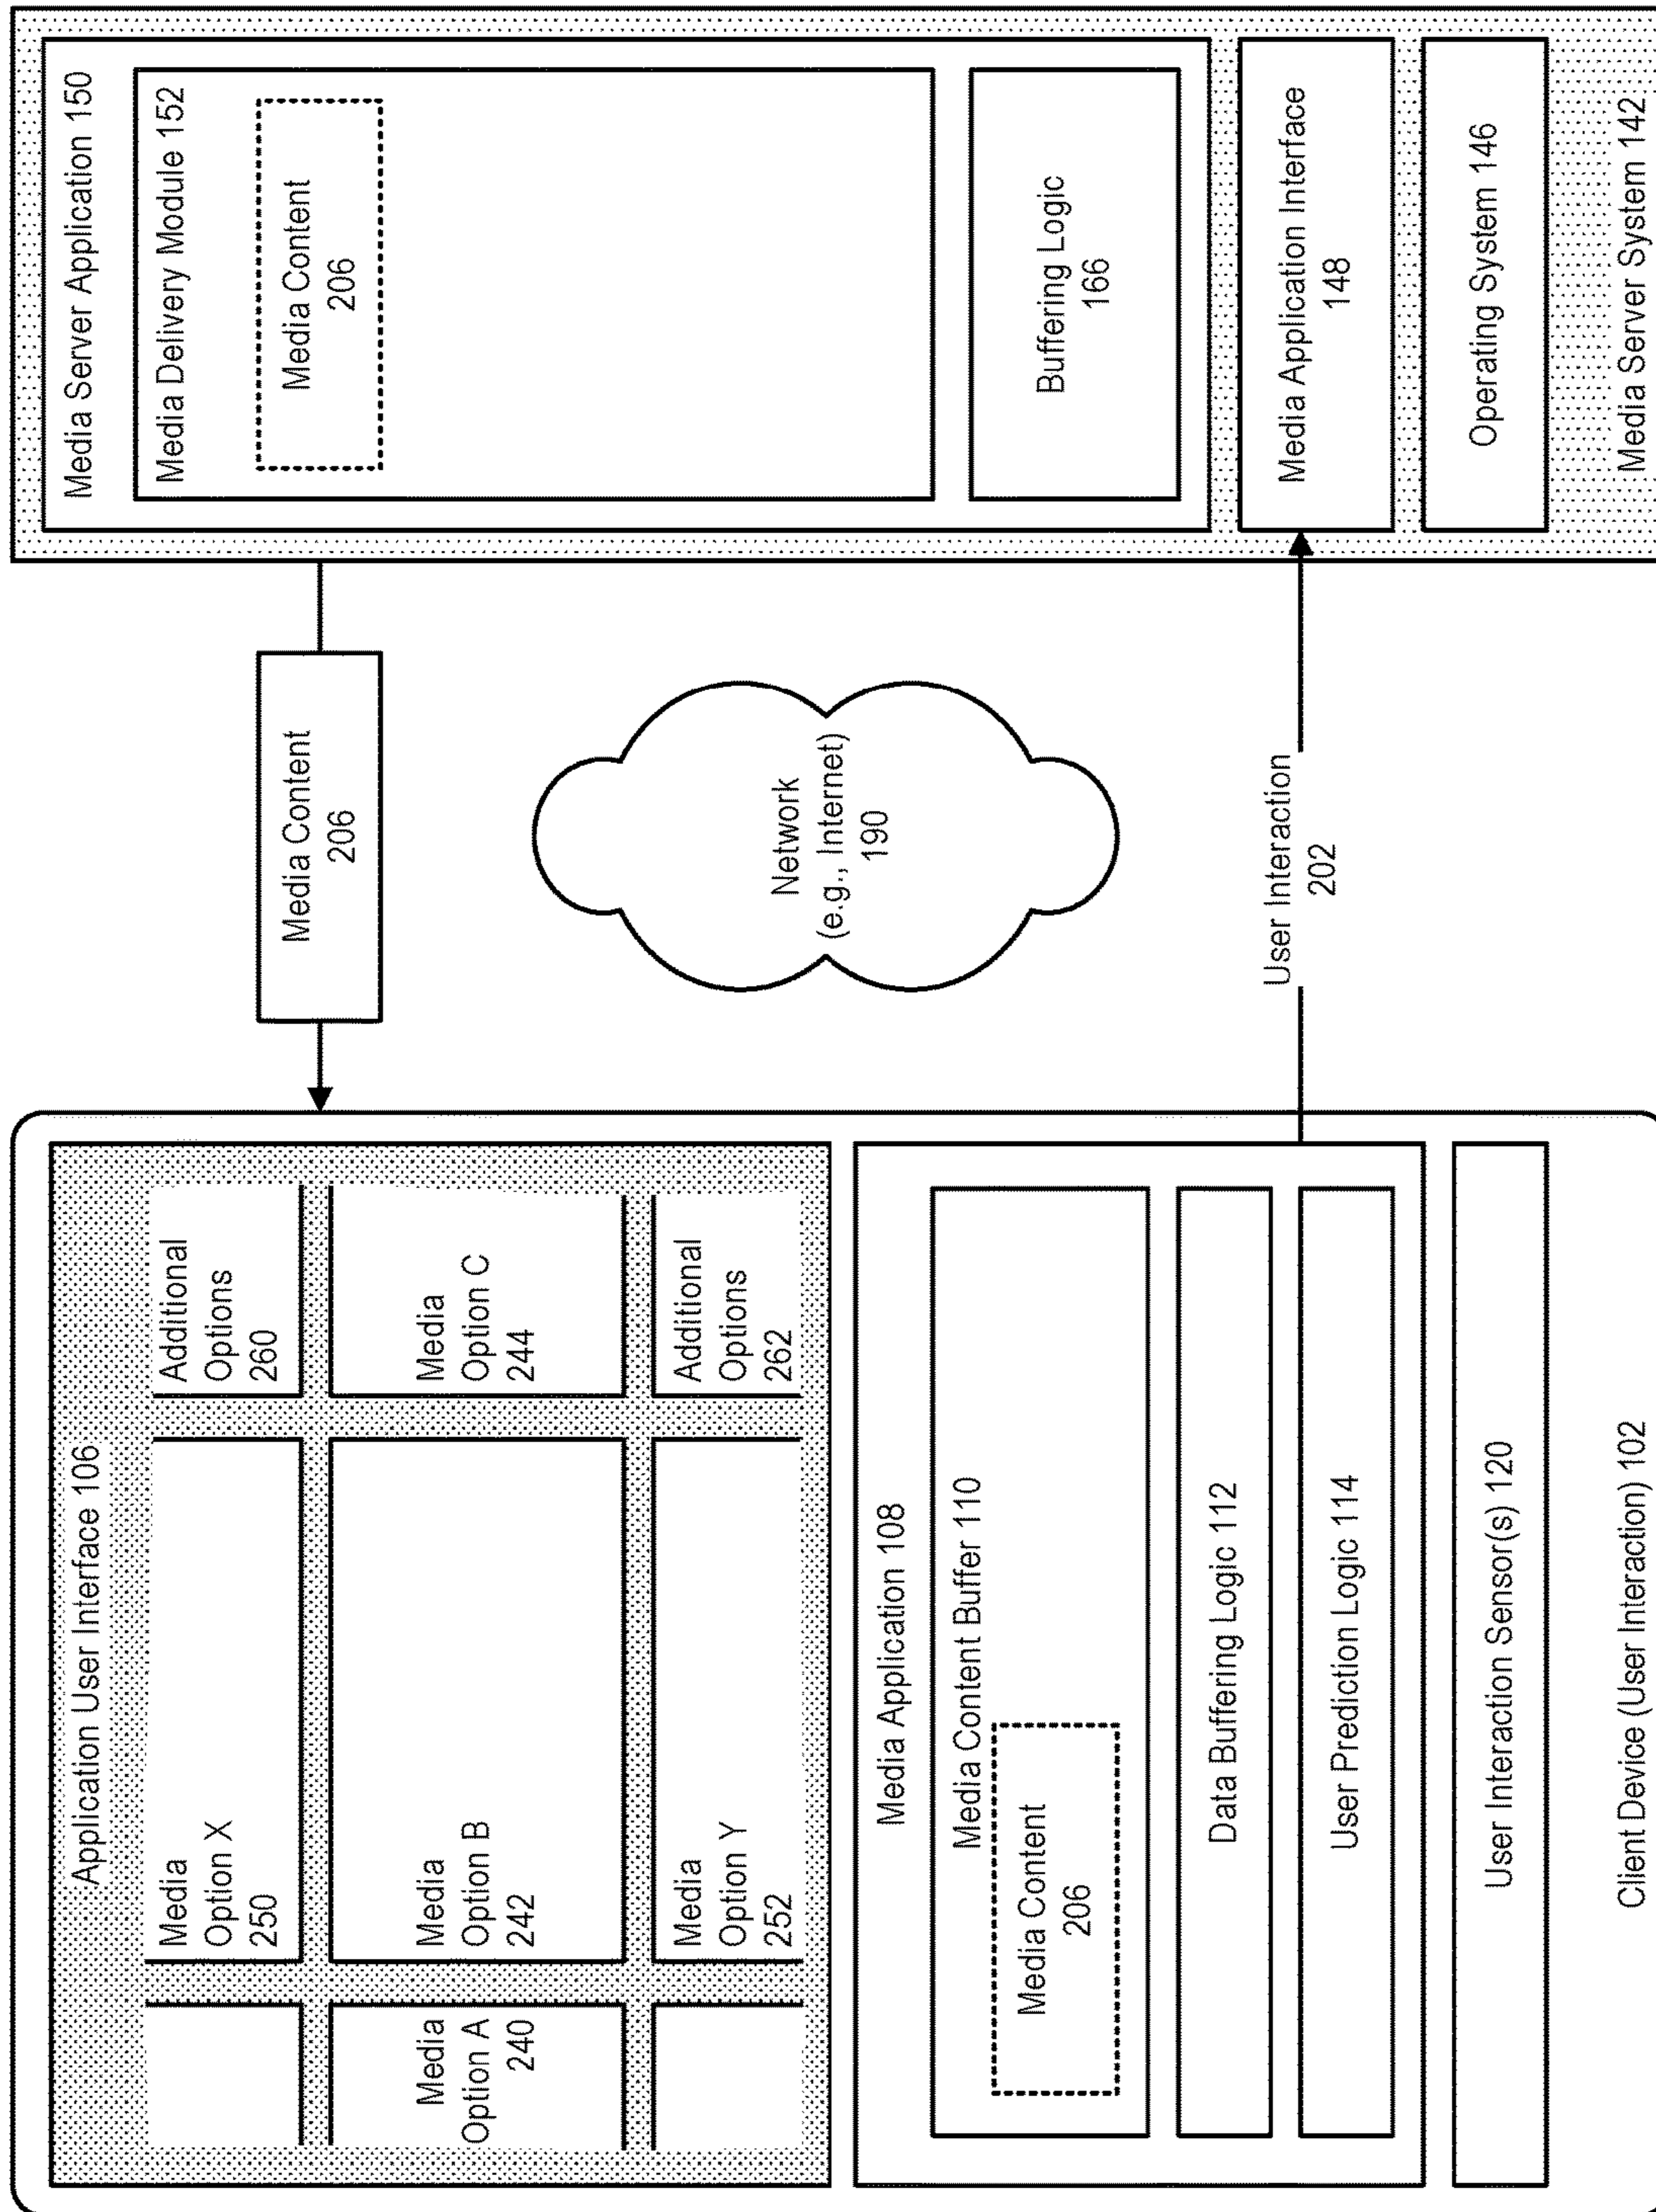 Application User Interface 106
Media
Option X
250
Additional
Options
260
Media
Option A
240
Media
Option B
242
Media
Option C
244
Media
Option Y
252
Additional
Options
262
Media Application 108
Media Content Buffer 110
Media Content
206
Data Buffering Logic 112
User Prediction Logic 114
User Interaction Sensor(s) 120
Client Device (User Interaction) 102
Media Content
206
Network
(e.g., Internet)
190
User Interaction
202
Media Server Application 150
Media Delivery Module 152
Media Content
206
Buffering Logic
166
Media Application Interface
148
Operating System 146
Media Server System 142